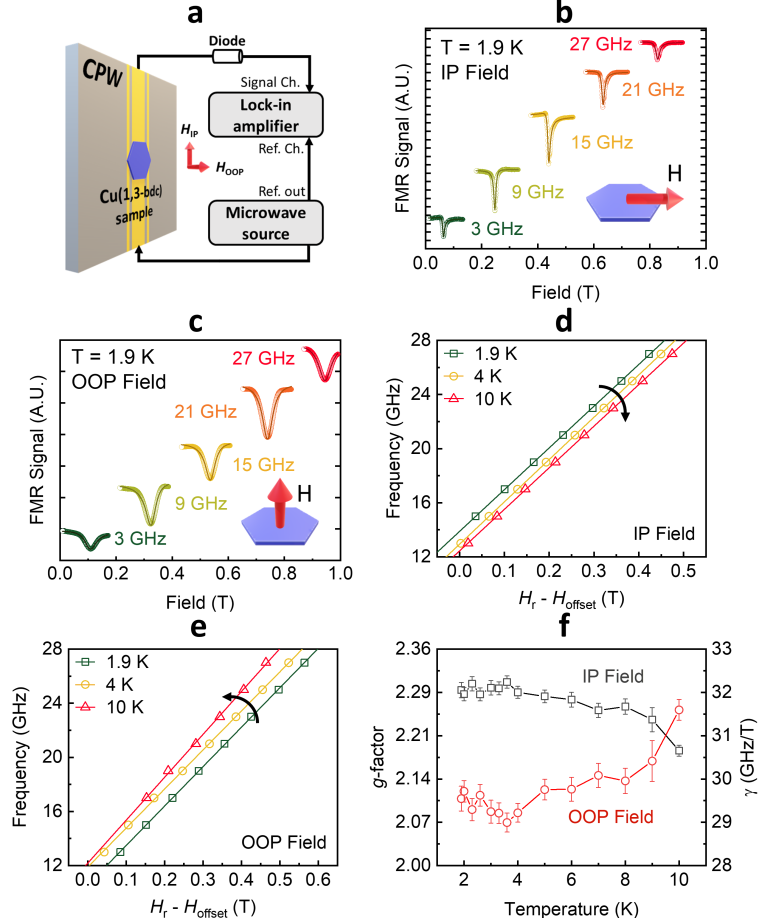 a
CPW
Diode
Signal Ch.
Lock-in
amplifier
Ref. Ch.
HIP
HOOP
Ref. out
Microwave
source
Cu(1,3-bdc)
sample
b
FMR Signal (A.U.)
T = 1.9 K
IP Field
27 GHz
21 GHz
15 GHz
9 GHz
3 GHz
H
0.0 0.2 0.4 0.6 0.8 1.0
Field (T)
c
FMR Signal (A.U.)
T = 1.9 K
OOP Field
27 GHz
21 GHz
15 GHz
9 GHz
3 GHz
H
0.0 0.2 0.4 0.6 0.8 1.0
Field (T)
d
Frequency (GHz)
28
24
20
16
12
1.9 K
4 K
10 K
IP Field
0.0 0.1 0.2 0.3 0.4 0.5
Hr - Hoffset (T)
e
Frequency (GHz)
28
24
20
16
12
1.9 K
4 K
10 K
OOP Field
0.0 0.1 0.2 0.3 0.4 0.5 0.6
Hr - Hoffset (T)
f
g-factor
2.36
2.29
2.21
2.14
2.07
2.00
IP Field
OOP Field
33
32
31
30
29
28
γ (GHz/T)
2 4 6 8 10
Temperature (K)